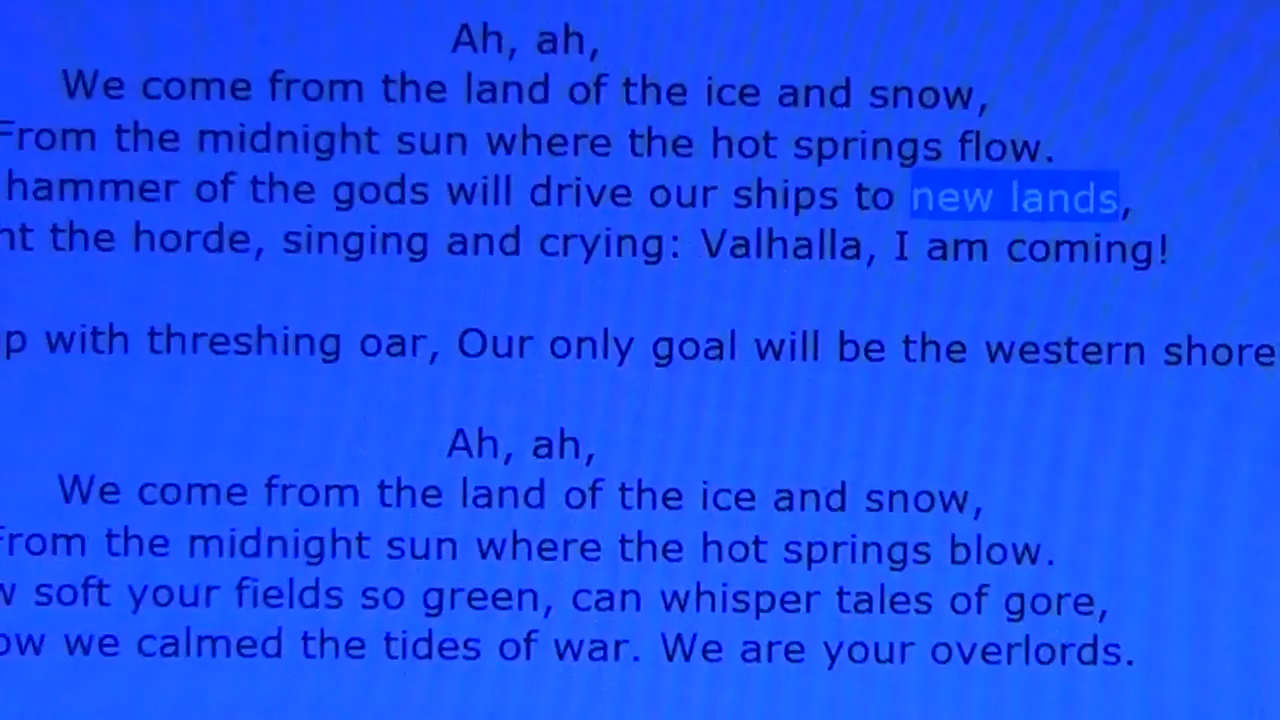 Ah, ah,
We come from the land of the ice and snow,
From the midnight sun where the hot springs flow.
hammer of the gods will drive our ships to new lands,
ht the horde, singing and crying: Valhalla, I am coming!
p with threshing oar, Our only goal will be the western shore
Ah, ah,
We come from the land of the ice and snow,
From the midnight sun where the hot springs blow.
w soft your fields so green, can whisper tales of gore,
ow we calmed the tides of war. We are your overlords.